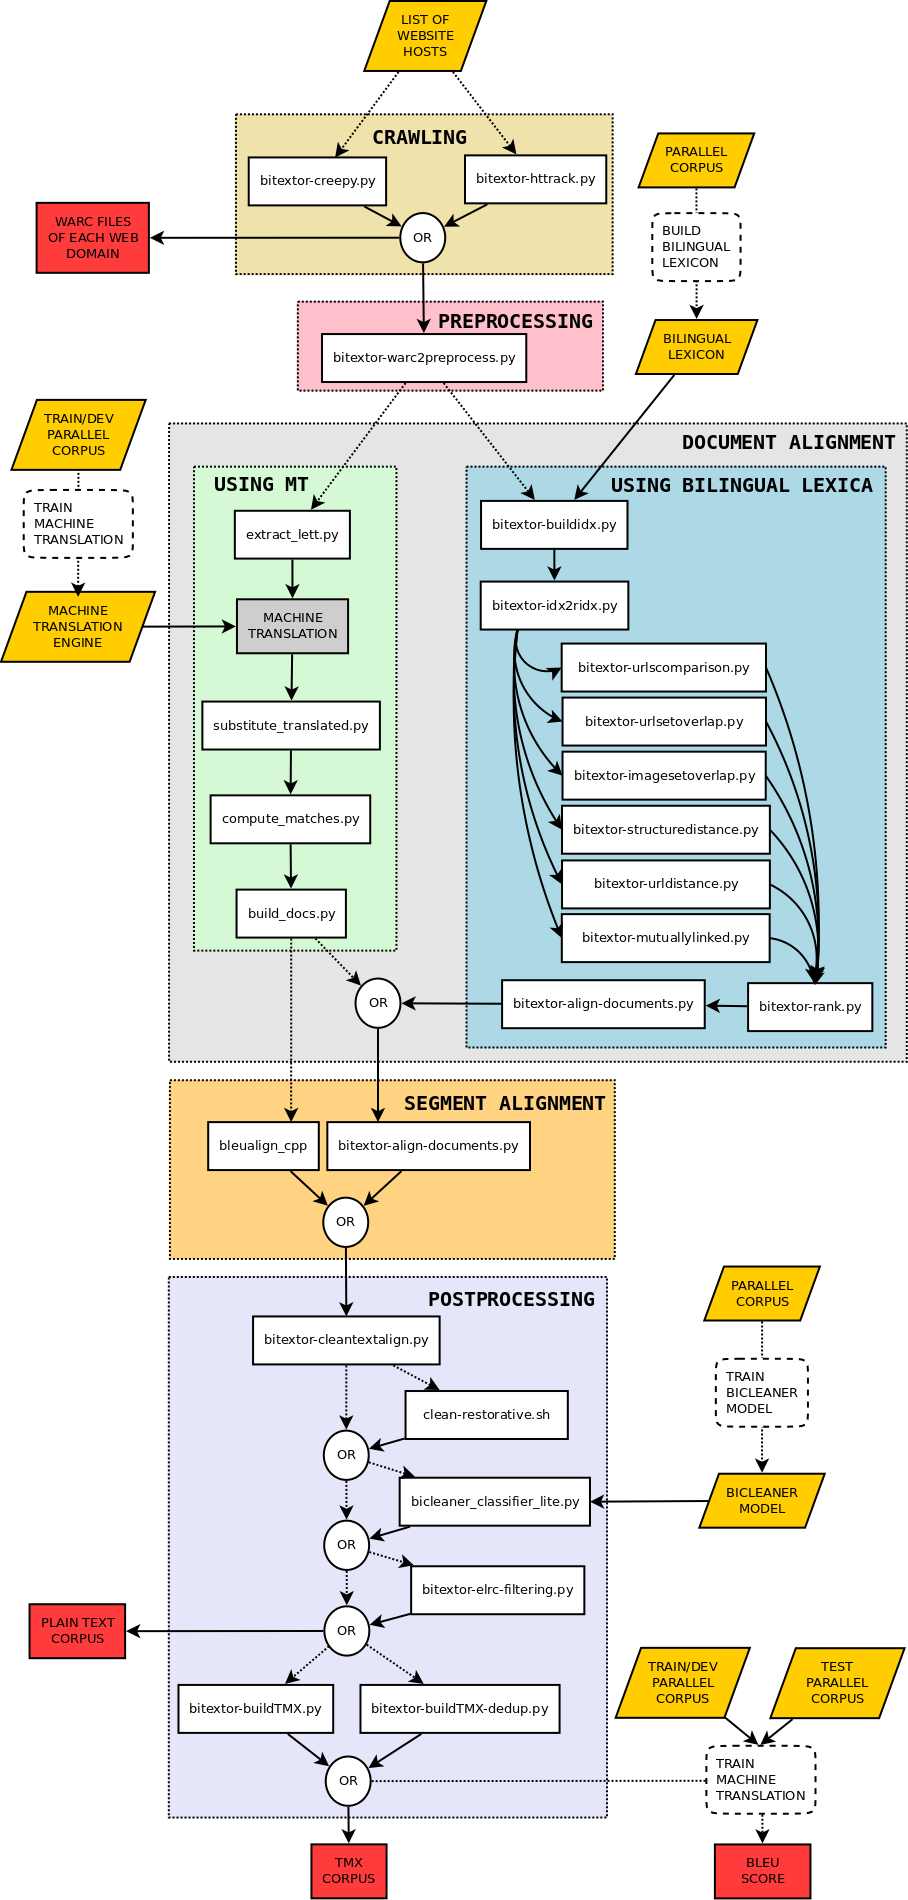 LIST OF
WEBSITE
HOSTS
CRAWLING
bitextor-creepy.py
bitextor-httrack.py
OR
WARC FILES
OF EACH WEB
DOMAIN
PARALLEL
CORPUS
BUILD
BILINGUAL
LEXICON
BILINGUAL
LEXICON
PREPROCESSING
bitextor-warc2preprocess.py
TRAIN/DEV
PARALLEL
CORPUS
TRAIN
MACHINE
TRANSLATION
MACHINE
TRANSLATION
ENGINE
DOCUMENT ALIGNMENT
USING MT
extract_lett.py
MACHINE
TRANSLATION
substitute_translated.py
compute_matches.py
build_docs.py
USING BILINGUAL LEXICA
bitextor-buildidx.py
bitextor-idx2ridx.py
bitextor-urlscomparison.py
bitextor-urlsetoverlap.py
bitextor-imagesetoverlap.py
bitextor-structuredistance.py
bitextor-urldistance.py
bitextor-mutuallylinked.py
OR
bitextor-align-documents.py
bitextor-rank.py
SEGMENT ALIGNMENT
bleualign_cpp
bitextor-align-documents.py
OR
POSTPROCESSING
bitextor-cleantextalign.py
clean-restorative.sh
OR
bicleaner_classifier_lite.py
OR
bitextor-elrc-filtering.py
OR
PARALLEL
CORPUS
TRAIN
BICLEANER
MODEL
BICLEANER
MODEL
PLAIN TEXT
CORPUS
bitextor-buildTMX.py
bitextor-buildTMX-dedup.py
OR
TRAIN/DEV
PARALLEL
CORPUS
TEST
PARALLEL
CORPUS
TRAIN
MACHINE
TRANSLATION
TMX
CORPUS
BLEU
SCORE